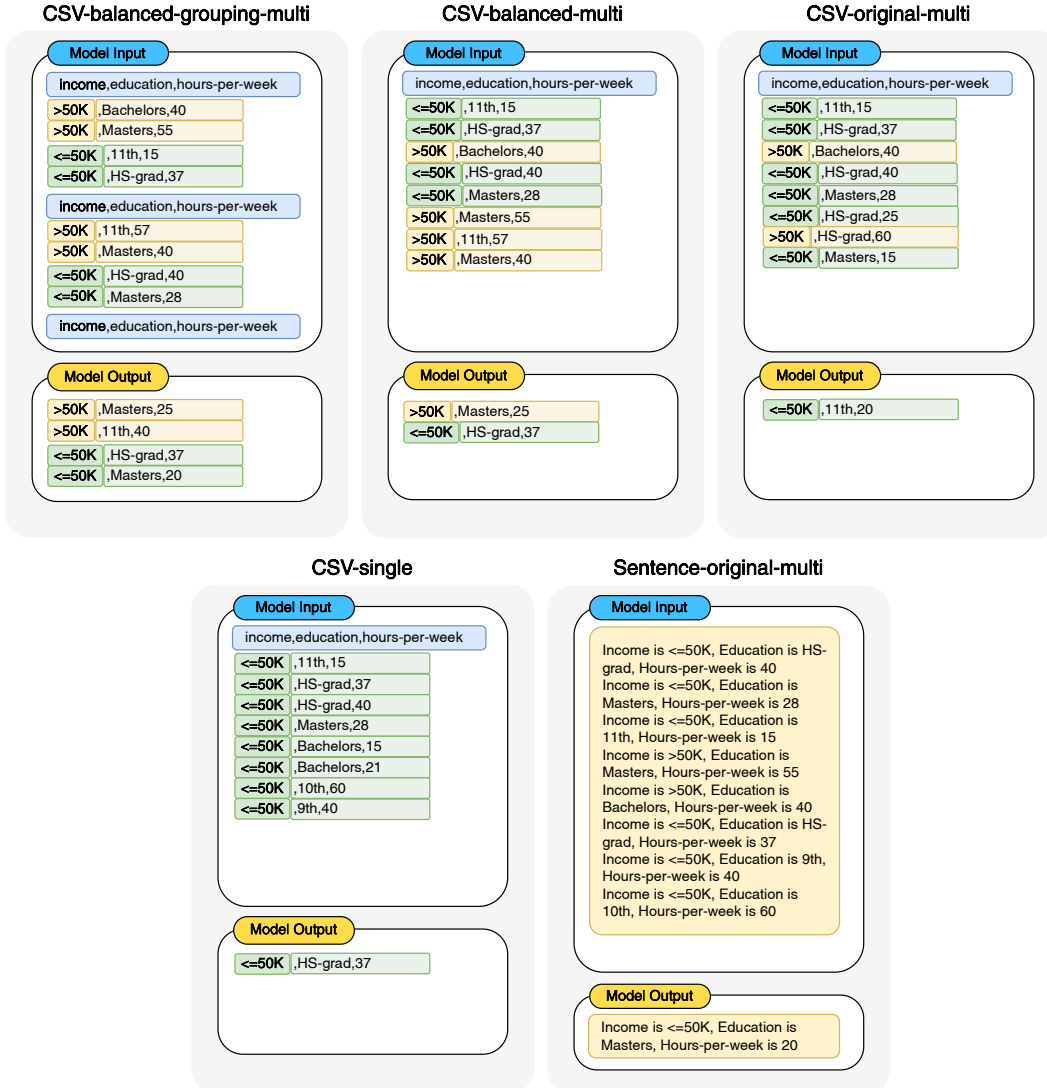 CSV-balanced-grouping-multi
Model Input
income,education,hours-per-week
>50K ,Bachelors,40
>50K ,Masters,55
<=50K ,11th,15
<=50K ,HS-grad,37
income,education,hours-per-week
>50K ,11th,57
>50K ,Masters,40
<=50K ,HS-grad,40
<=50K ,Masters,28
income,education,hours-per-week
Model Output
>50K ,Masters,25
>50K ,11th,40
<=50K ,HS-grad,37
<=50K ,Masters,20
CSV-balanced-multi
Model Input
income,education,hours-per-week
<=50K ,11th,15
<=50K ,HS-grad,37
>50K ,Bachelors,40
<=50K ,HS-grad,40
<=50K ,Masters,28
>50K ,Masters,55
>50K ,11th,57
>50K ,Masters,40
Model Output
>50K ,Masters,25
<=50K ,HS-grad,37
CSV-original-multi
Model Input
income,education,hours-per-week
<=50K ,11th,15
<=50K ,HS-grad,37
>50K ,Bachelors,40
<=50K ,HS-grad,40
<=50K ,Masters,28
<=50K ,HS-grad,25
>50K ,HS-grad,60
<=50K ,Masters,15
Model Output
<=50K ,11th,20
CSV-single
Model Input
income,education,hours-per-week
<=50K ,11th,15
<=50K ,HS-grad,37
<=50K ,HS-grad,40
<=50K ,Masters,28
<=50K ,Bachelors,15
<=50K ,Bachelors,21
<=50K ,10th,60
<=50K ,9th,40
Model Output
<=50K ,HS-grad,37
Sentence-original-multi
Model Input
Income is <=50K, Education is HS-
grad, Hours-per-week is 40
Income is <=50K, Education is
Masters, Hours-per-week is 28
Income is <=50K, Education is
11th, Hours-per-week is 15
Income is >50K, Education is
Masters, Hours-per-week is 55
Income is >50K, Education is
Bachelors, Hours-per-week is 40
Income is <=50K, Education is HS-
grad, Hours-per-week is 37
Income is <=50K, Education is 9th,
Hours-per-week is 40
Income is <=50K, Education is
10th, Hours-per-week is 60
Model Output
Income is <=50K, Education is
Masters, Hours-per-week is 20